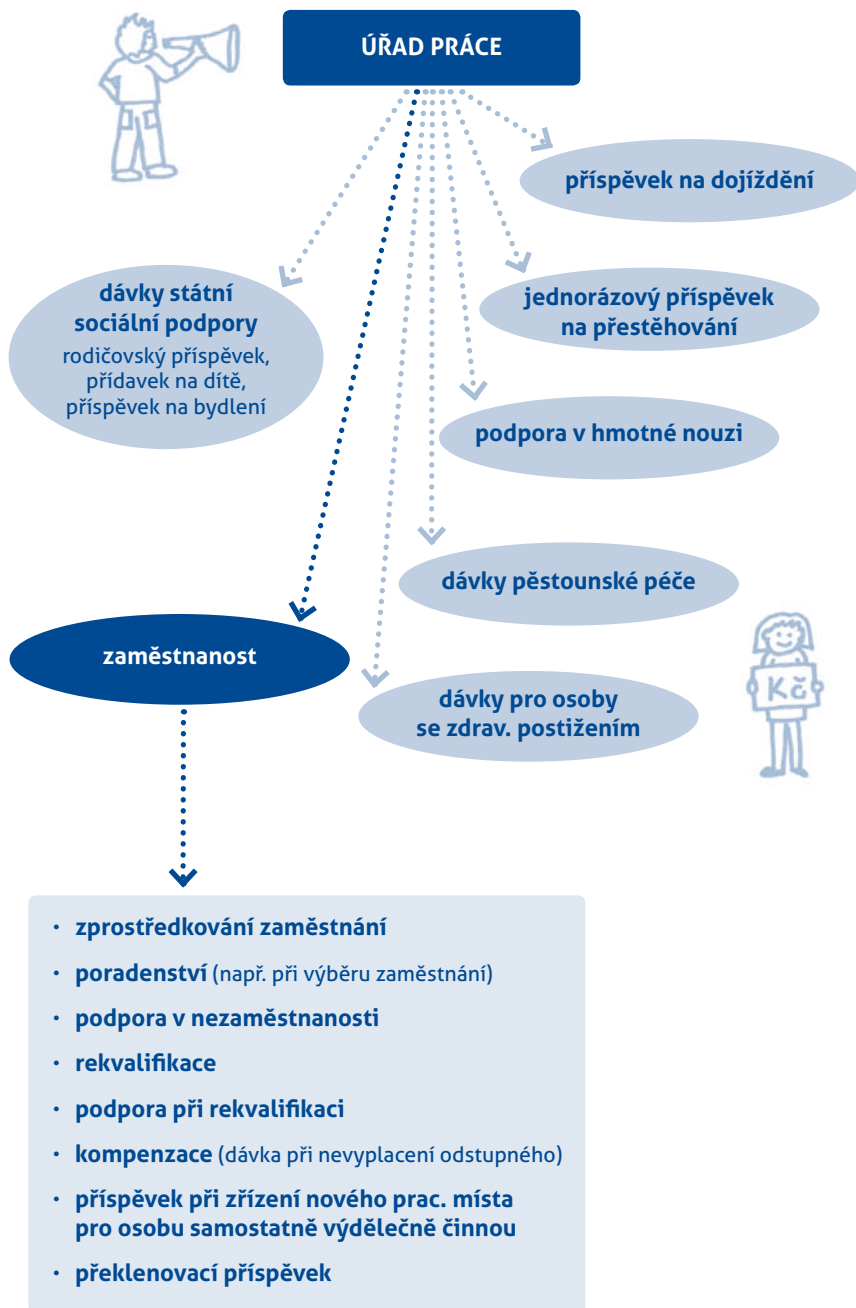 ÚŘAD PRÁCE
příspěvek na dojíždění
dávky státní
sociální podpory
rodičovský příspěvek,
přídavek na dítě,
příspěvek na bydlení
jednorázový příspěvek
na přestěhování
podpora v hmotné nouzi
dávky pěstounské péče
zaměstnanost
dávky pro osoby
se zdrav. postižením
Kč
· zprostředkování zaměstnání
· poradenství (např. při výběru zaměstnání)
· podpora v nezaměstnanosti
· rekvalifikace
· podpora při rekvalifikaci
· kompenzace (dávka při nevyplacení odstupného)
· příspěvek při zřízení nového prac. místa
pro osobu samostatně výdělečně činnou
· překlenovací příspěvek